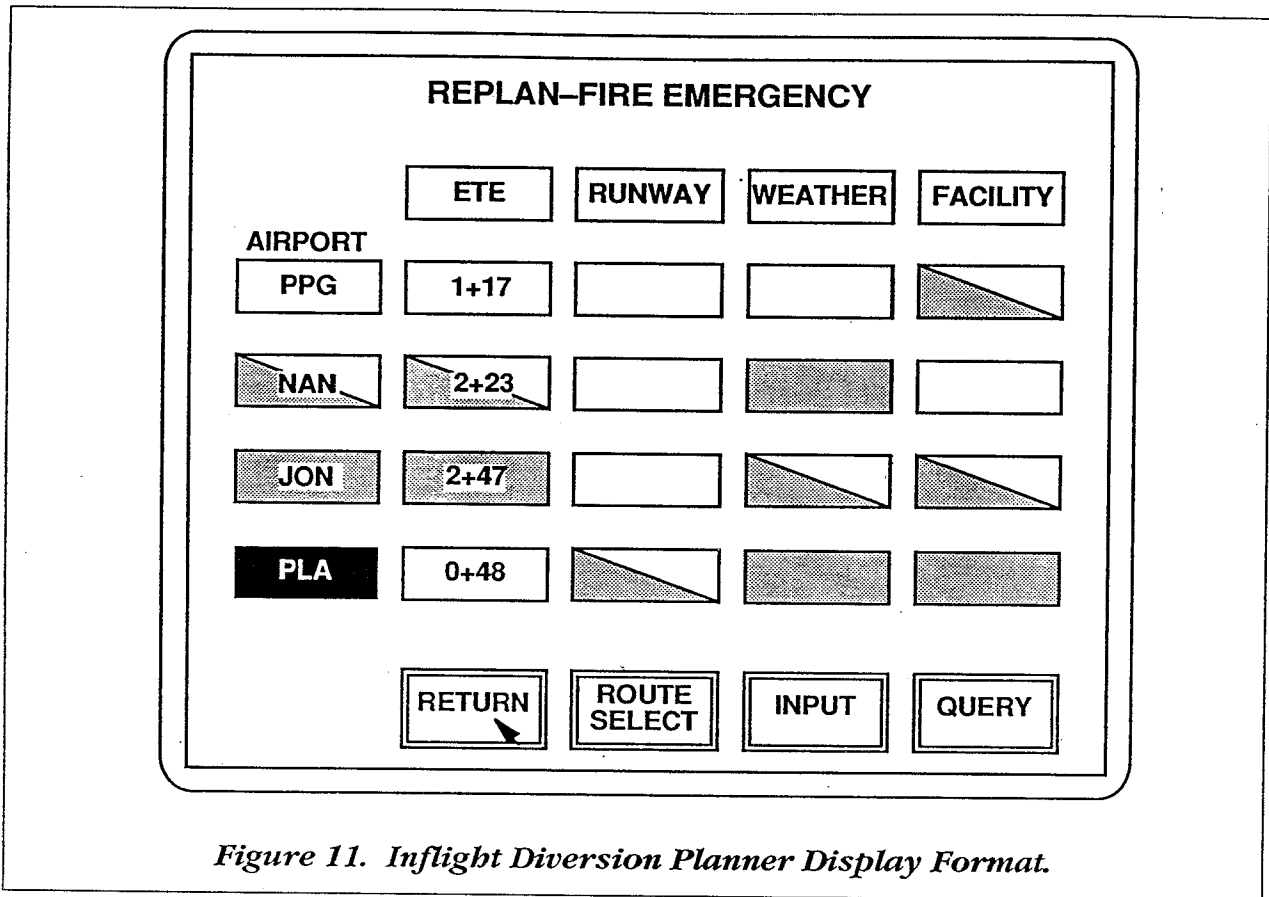 REPLAN–FIRE EMERGENCY
ETE RUNWAY WEATHER FACILITY
AIRPORT
PPG 1+17
NAN 2+23
JON 2+47
PLA 0+48
RETURN ROUTE SELECT INPUT QUERY
Figure 11. Inflight Diversion Planner Display Format.